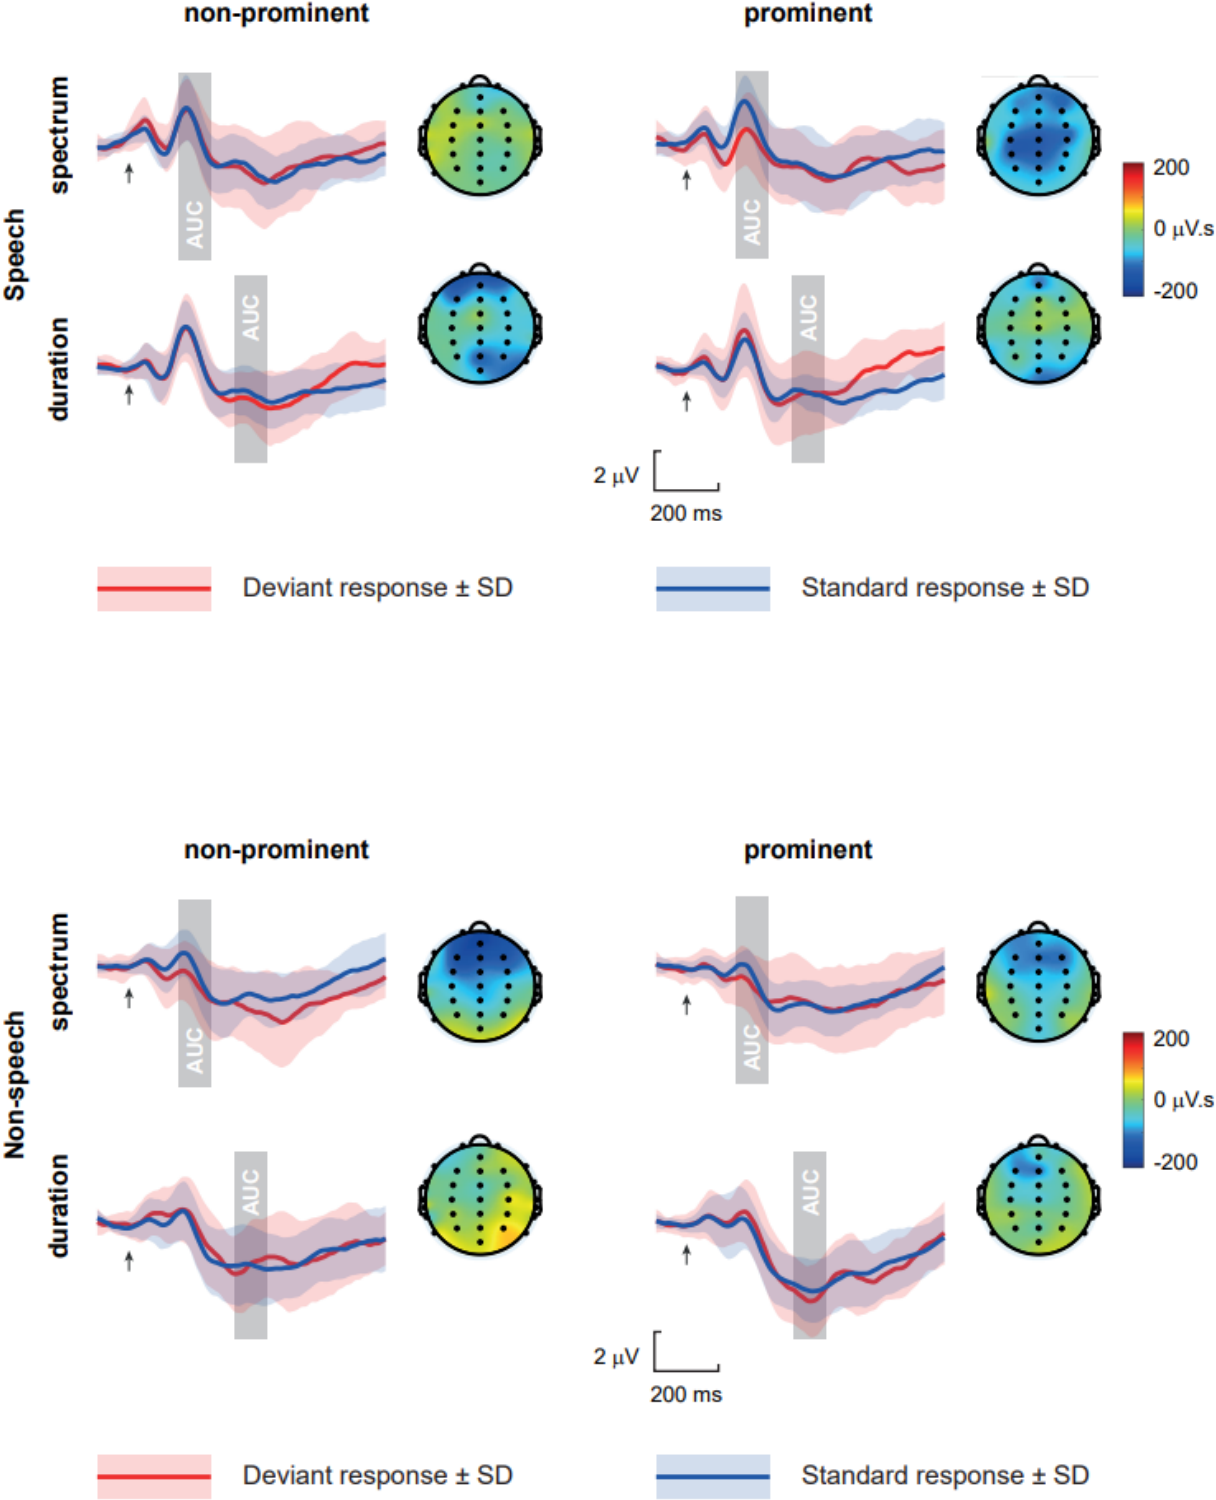 non-prominent
prominent
Speech
spectrum
AUC
AUC
200
0 μV.s
-200
duration
AUC
AUC
2 μV
200 ms
Deviant response ± SD
Standard response ± SD
non-prominent
prominent
Non-speech
spectrum
AUC
AUC
200
0 μV.s
-200
duration
AUC
AUC
2 μV
200 ms
Deviant response ± SD
Standard response ± SD